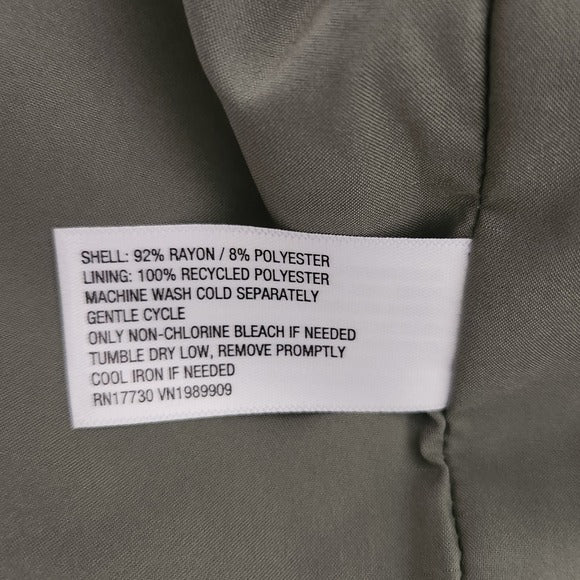 SHELL: 92% RAYON / 8% POLYESTER
LINING: 100% RECYCLED POLYESTER
MACHINE WASH COLD SEPARATELY
GENTLE CYCLE
ONLY NON-CHLORINE BLEACH IF NEEDED
TUMBLE DRY LOW, REMOVE PROMPTLY
COOL IRON IF NEEDED
RN17730 VN1989909